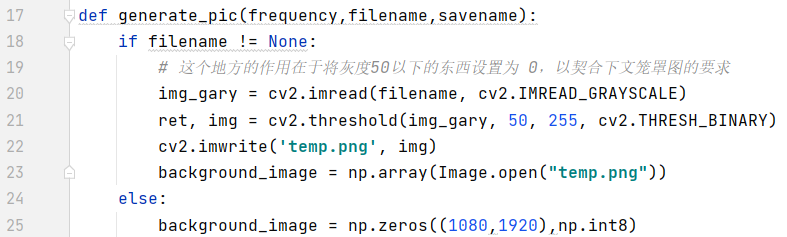 17 def generate_pic(frequency,filename,savename):
18     if filename != None:
19         # 这个地方的作用在于将灰度50以下的东西设置为 0，以契合下文笼罩图的要求
20         img_gary = cv2.imread(filename, cv2.IMREAD_GRAYSCALE)
21         ret, img = cv2.threshold(img_gary, 50, 255, cv2.THRESH_BINARY)
22         cv2.imwrite('temp.png', img)
23         background_image = np.array(Image.open("temp.png"))
24     else:
25         background_image = np.zeros((1080,1920),np.int8)